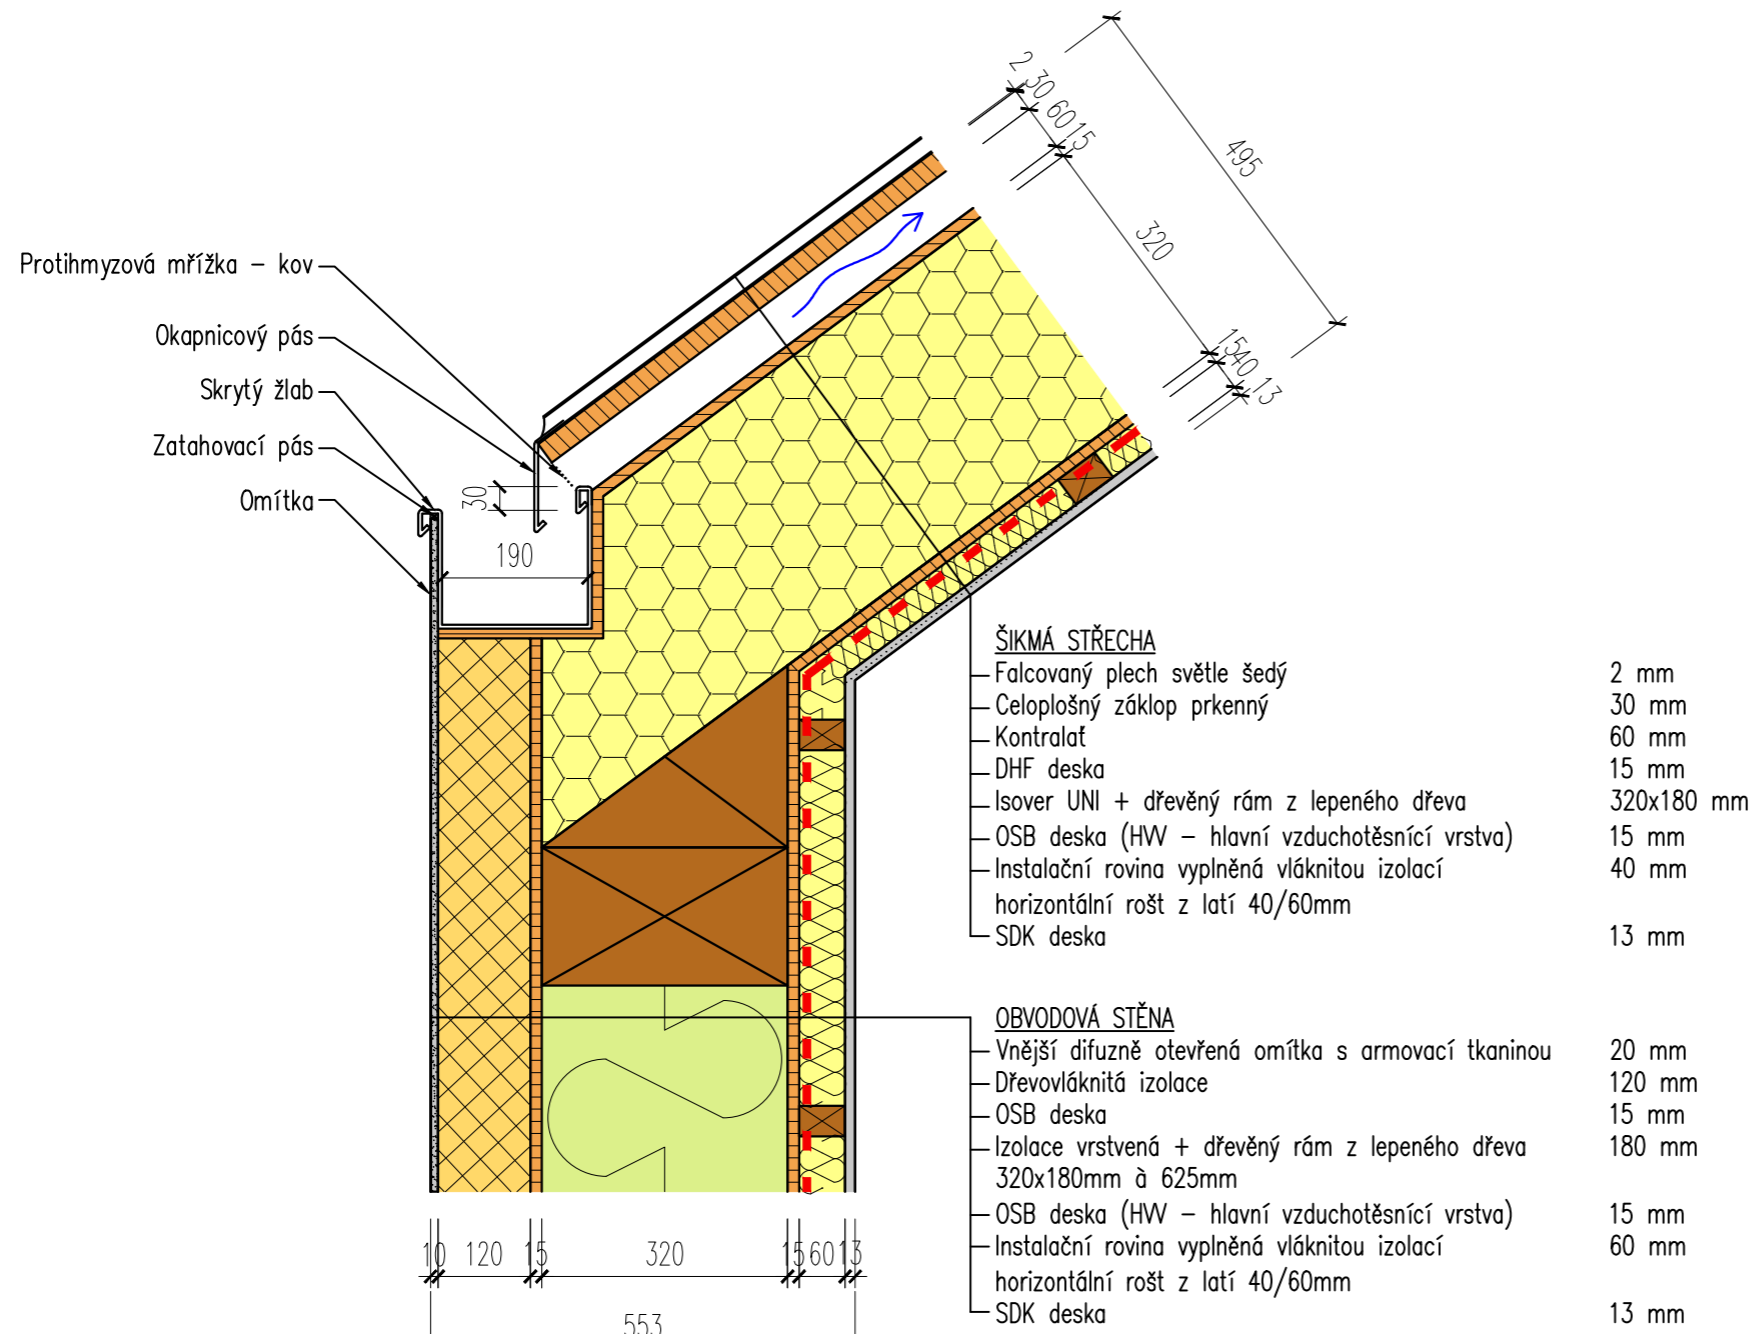 2 30 60 15
495
320
15 40 13
Protihmyzová mřížka – kov
Okapnicový pás
Skrytý žlab
Zatahovací pás
Omítka
30
190
ŠIKMÁ STŘECHA
Falcovaný plech světle šedý 2 mm
Celoplošný záklop prkenný 30 mm
Kontralať 60 mm
DHF deska 15 mm
Isover UNI + dřevěný rám z lepeného dřeva 320x180 mm
OSB deska (HW – hlavní vzduchotěsnící vrstva) 15 mm
Instalační rovina vyplněná vláknitou izolací 40 mm
horizontální rošt z latí 40/60mm
SDK deska 13 mm
OBVODOVÁ STĚNA
Vnější difuzně otevřená omítka s armovací tkaninou 20 mm
Dřevovláknitá izolace 120 mm
OSB deska 15 mm
Izolace vrstvená + dřevěný rám z lepeného dřeva 180 mm
320x180mm à 625mm
OSB deska (HW – hlavní vzduchotěsnící vrstva) 15 mm
Instalační rovina vyplněná vláknitou izolací 60 mm
horizontální rošt z latí 40/60mm
SDK deska 13 mm
10 120 15 320 15 60 13
553